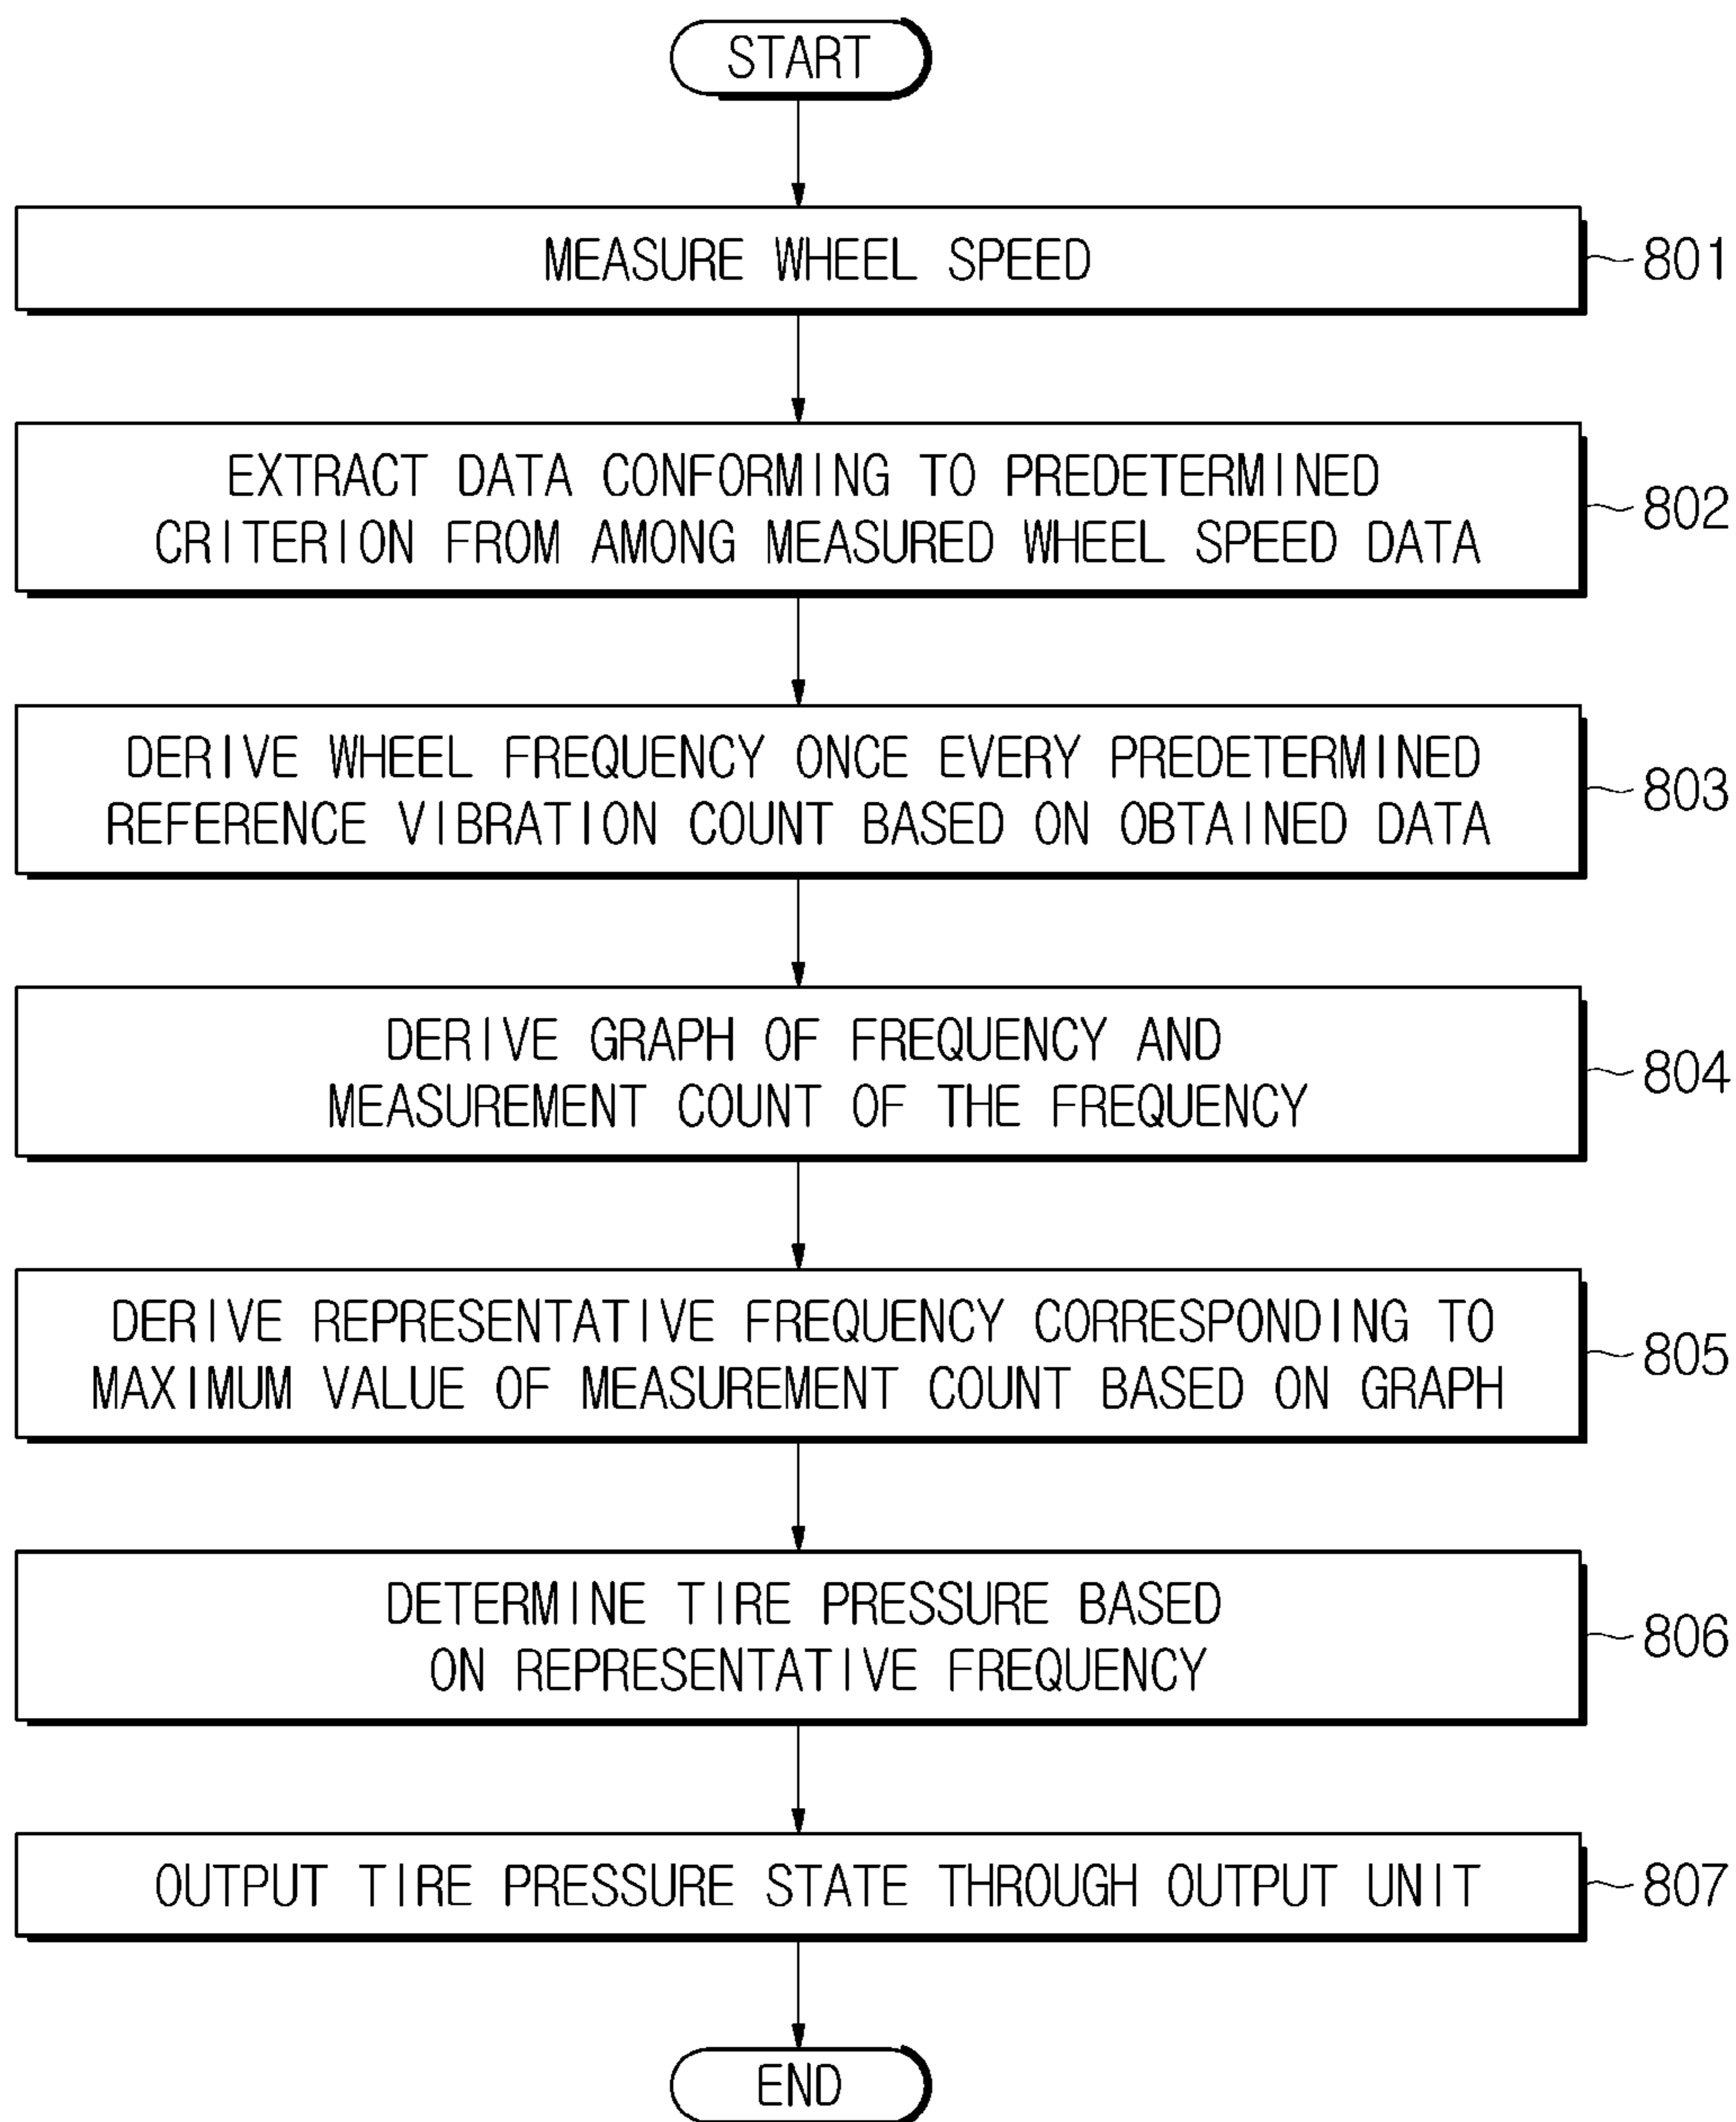 START
MEASURE WHEEL SPEED
801
EXTRACT DATA CONFORMING TO PREDETERMINED
CRITERION FROM AMONG MEASURED WHEEL SPEED DATA
802
DERIVE WHEEL FREQUENCY ONCE EVERY PREDETERMINED
REFERENCE VIBRATION COUNT BASED ON OBTAINED DATA
803
DERIVE GRAPH OF FREQUENCY AND
MEASUREMENT COUNT OF THE FREQUENCY
804
DERIVE REPRESENTATIVE FREQUENCY CORRESPONDING TO
MAXIMUM VALUE OF MEASUREMENT COUNT BASED ON GRAPH
805
DETERMINE TIRE PRESSURE BASED
ON REPRESENTATIVE FREQUENCY
806
OUTPUT TIRE PRESSURE STATE THROUGH OUTPUT UNIT
807
END